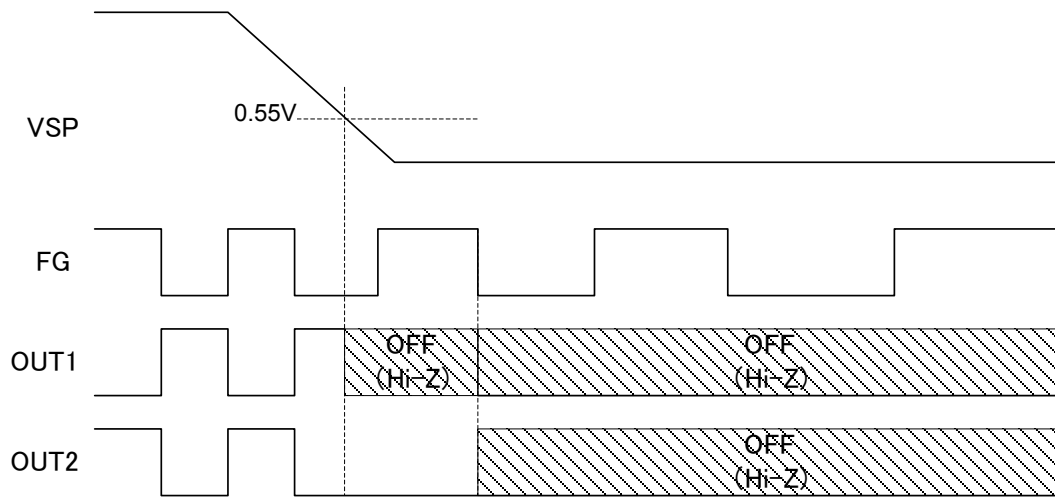 VSP
0.55V
FG
OUT1
OFF
(Hi-Z)
OFF
(Hi-Z)
OUT2
OFF
(Hi-Z)